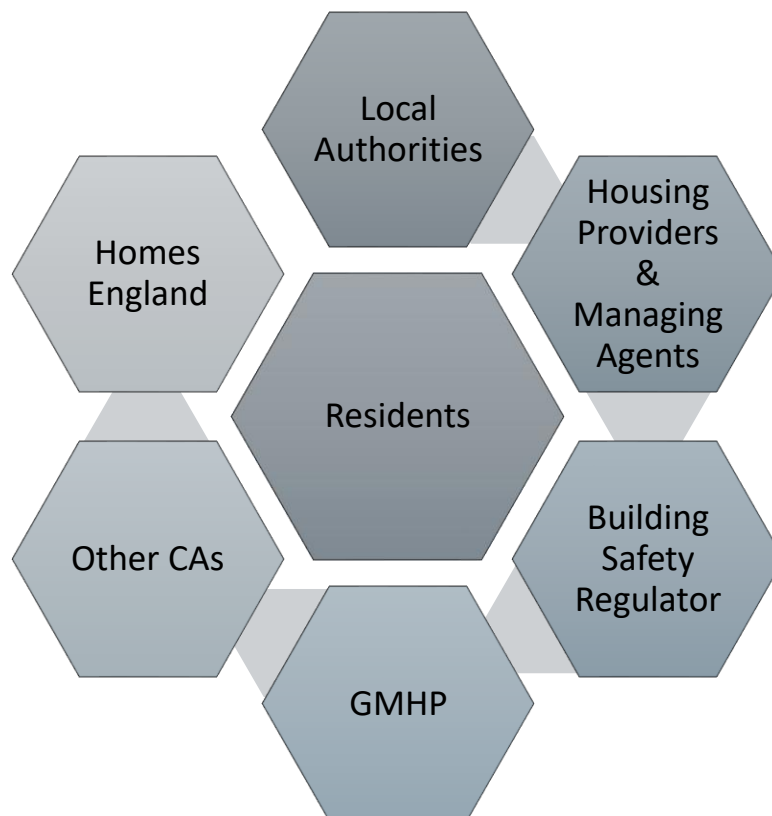 Local
Authorities
Housing
Providers
&
Managing
Agents
Homes
England
Residents
Building
Safety
Regulator
Other CAs
GMHP